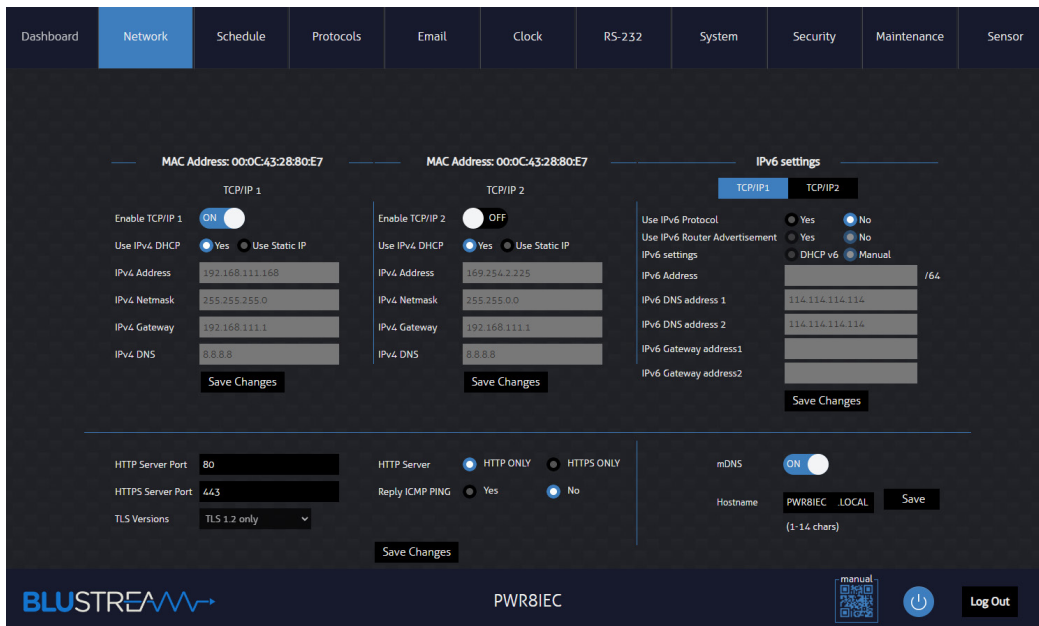 Dashboard Network Schedule Protocols Email Clock RS-232 System Security Maintenance Sensor
MAC Address: 00:0C:43:28:80:E7
TCP/IP 1
Enable TCP/IP 1 ON
Use IPv4 DHCP Yes Use Static IP
IPv4 Address 192.168.111.168
IPv4 Netmask 255.255.255.0
IPv4 Gateway 192.168.111.1
IPv4 DNS 8.8.8.8
Save Changes
MAC Address: 00:0C:43:28:80:E7
TCP/IP 2
Enable TCP/IP 2 OFF
Use IPv4 DHCP Yes Use Static IP
IPv4 Address 169.254.2.225
IPv4 Netmask 255.255.0.0
IPv4 Gateway 192.168.111.1
IPv4 DNS 8.8.8.8
Save Changes
IPv6 settings
TCP/IP1 TCP/IP2
Use IPv6 Protocol Yes No
Use IPv6 Router Advertisement Yes No
IPv6 settings DHCP v6 Manual
IPv6 Address /64
IPv6 DNS address 1 114.114.114.114
IPv6 DNS address 2 114.114.114.114
IPv6 Gateway address1
IPv6 Gateway address2
Save Changes
HTTP Server Port 80
HTTPS Server Port 443
TLS Versions TLS 1.2 only
HTTP Server HTTP ONLY HTTPS ONLY
Reply ICMP PING Yes No
Save Changes
mDNS ON
Hostname PWR8IEC .LOCAL Save
(1-14 chars)
BLUSTREAM
PWR8IEC
manual
Log Out